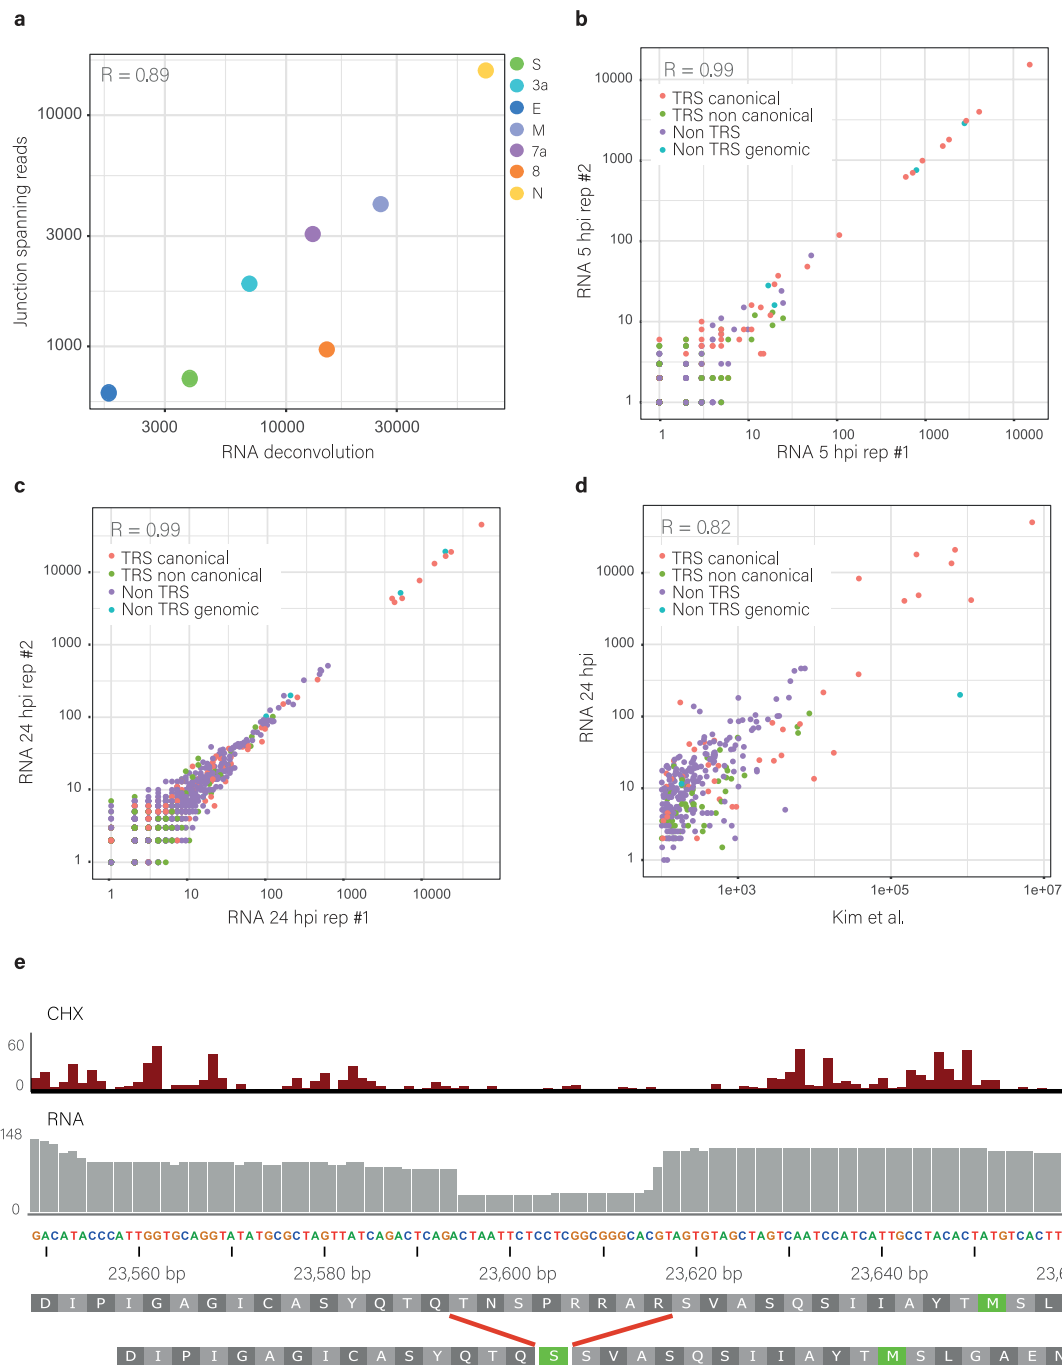 a
R = 0.89
S
3a
E
M
7a
8
N
10000
3000
1000
Junction spanning reads
3000
10000
30000
RNA deconvolution
b
R = 0.99
TRS canonical
TRS non canonical
Non TRS
Non TRS genomic
10000
1000
100
10
1
RNA 5 hpi rep #2
1
10
100
1000
10000
RNA 5 hpi rep #1
c
R = 0.99
TRS canonical
TRS non canonical
Non TRS
Non TRS genomic
10000
1000
100
10
1
RNA 24 hpi rep #2
1
10
100
1000
10000
RNA 24 hpi rep #1
d
R = 0.82
TRS canonical
TRS non canonical
Non TRS
Non TRS genomic
10000
1000
100
10
1
RNA 24 hpi
1e+03
1e+05
1e+07
Kim et al.
e
CHX
60
0
RNA
148
0
GACATACCCATTGGTGCAGGTATATGCGCTAGTTATCAGACTCAGACTAATTCTCCTCGGCGGGCACGTAGTGTAGCTAGTCAATCCATCATTGCCTACACTATGTCACTT
23,560 bp
23,580 bp
23,600 bp
23,620 bp
23,640 bp
D I P I G A G I C A S Y Q T Q T N S P R R A R S V A S Q S I I A Y T M S L
D I P I G A G I C A S Y Q T Q S S V A S Q S I I A Y T M S L G A E N